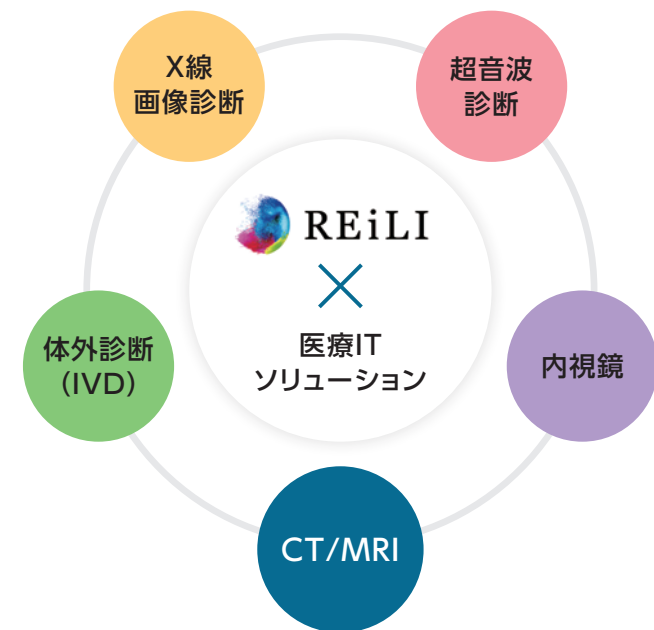 X線
画像診断
超音波
診断
REiLI
×
医療IT
ソリューション
体外診断
(IVD)
内視鏡
CT/MRI